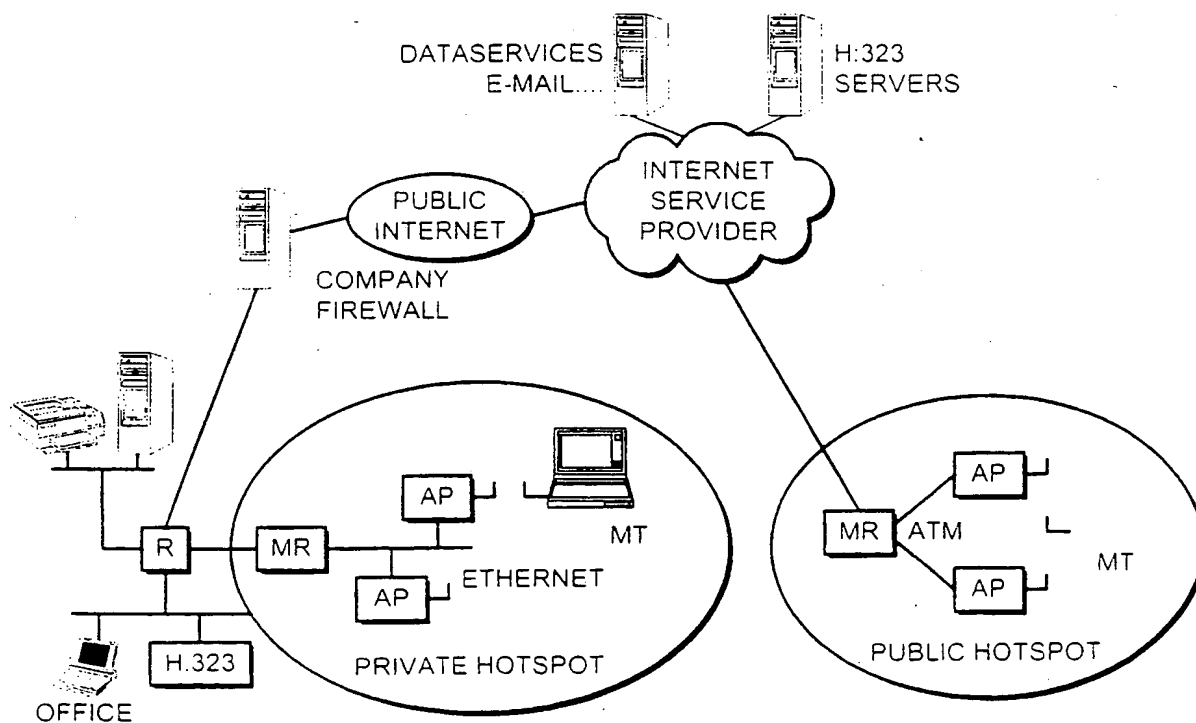 DATASERVICES
E-MAIL....
H:323
SERVERS
INTERNET
SERVICE
PROVIDER
PUBLIC
INTERNET
COMPANY
FIREWALL
AP
MT
R
MR
ETHERNET
AP
H.323
PRIVATE HOTSPOT
OFFICE
AP
MR
ATM
MT
AP
PUBLIC HOTSPOT